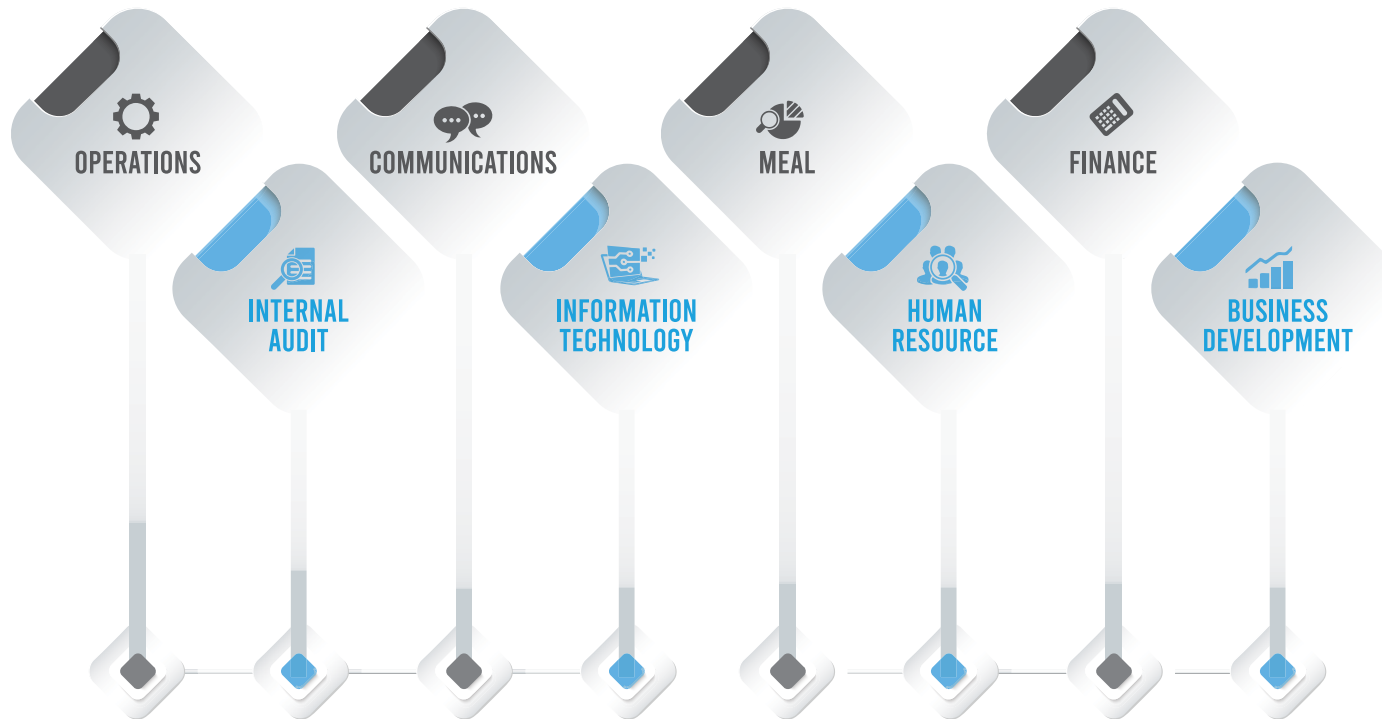 OPERATIONS
COMMUNICATIONS
MEAL
FINANCE
INTERNAL
AUDIT
INFORMATION
TECHNOLOGY
HUMAN
RESOURCE
BUSINESS
DEVELOPMENT